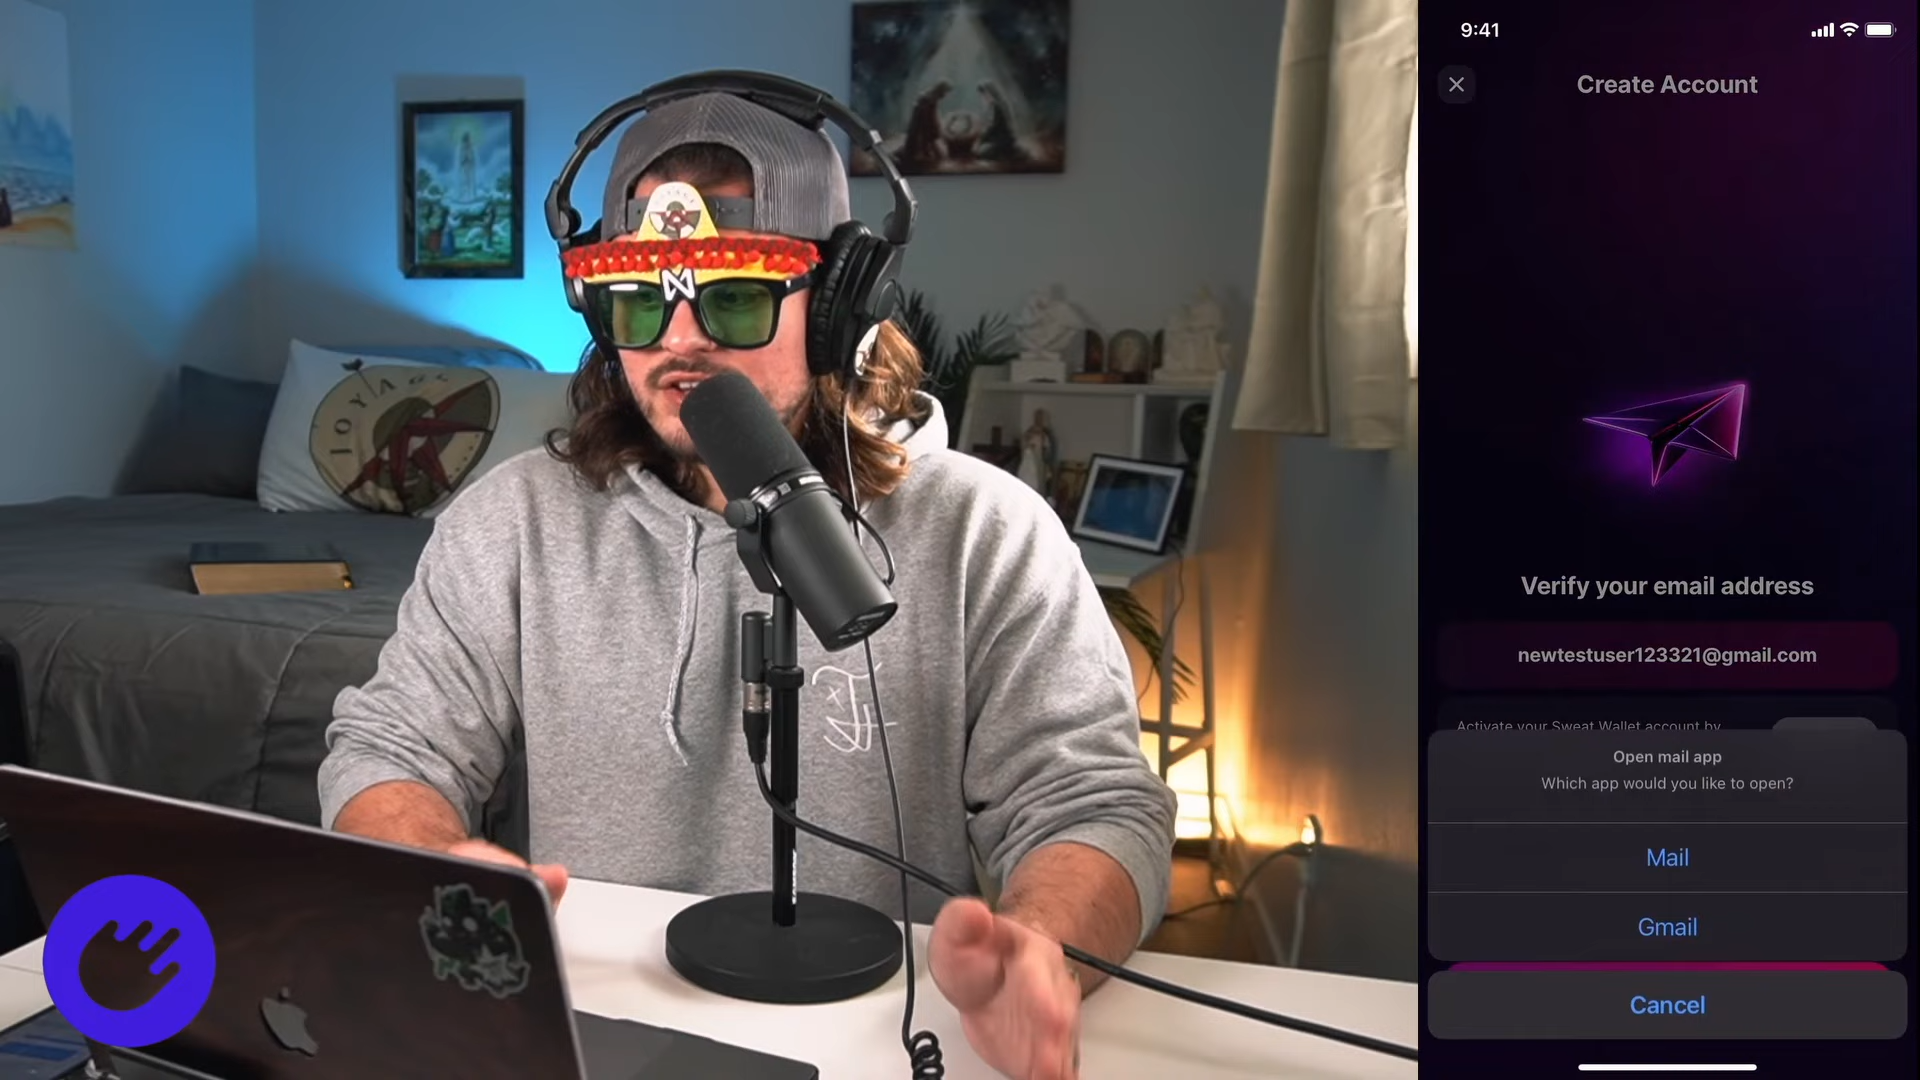 JOYAGE
9:41
Create Account
Verify your email address
newtestuser123321@gmail.com
Activate your Sweat Wallet account by
Open mail app
Which app would you like to open?
Mail
Gmail
Cancel